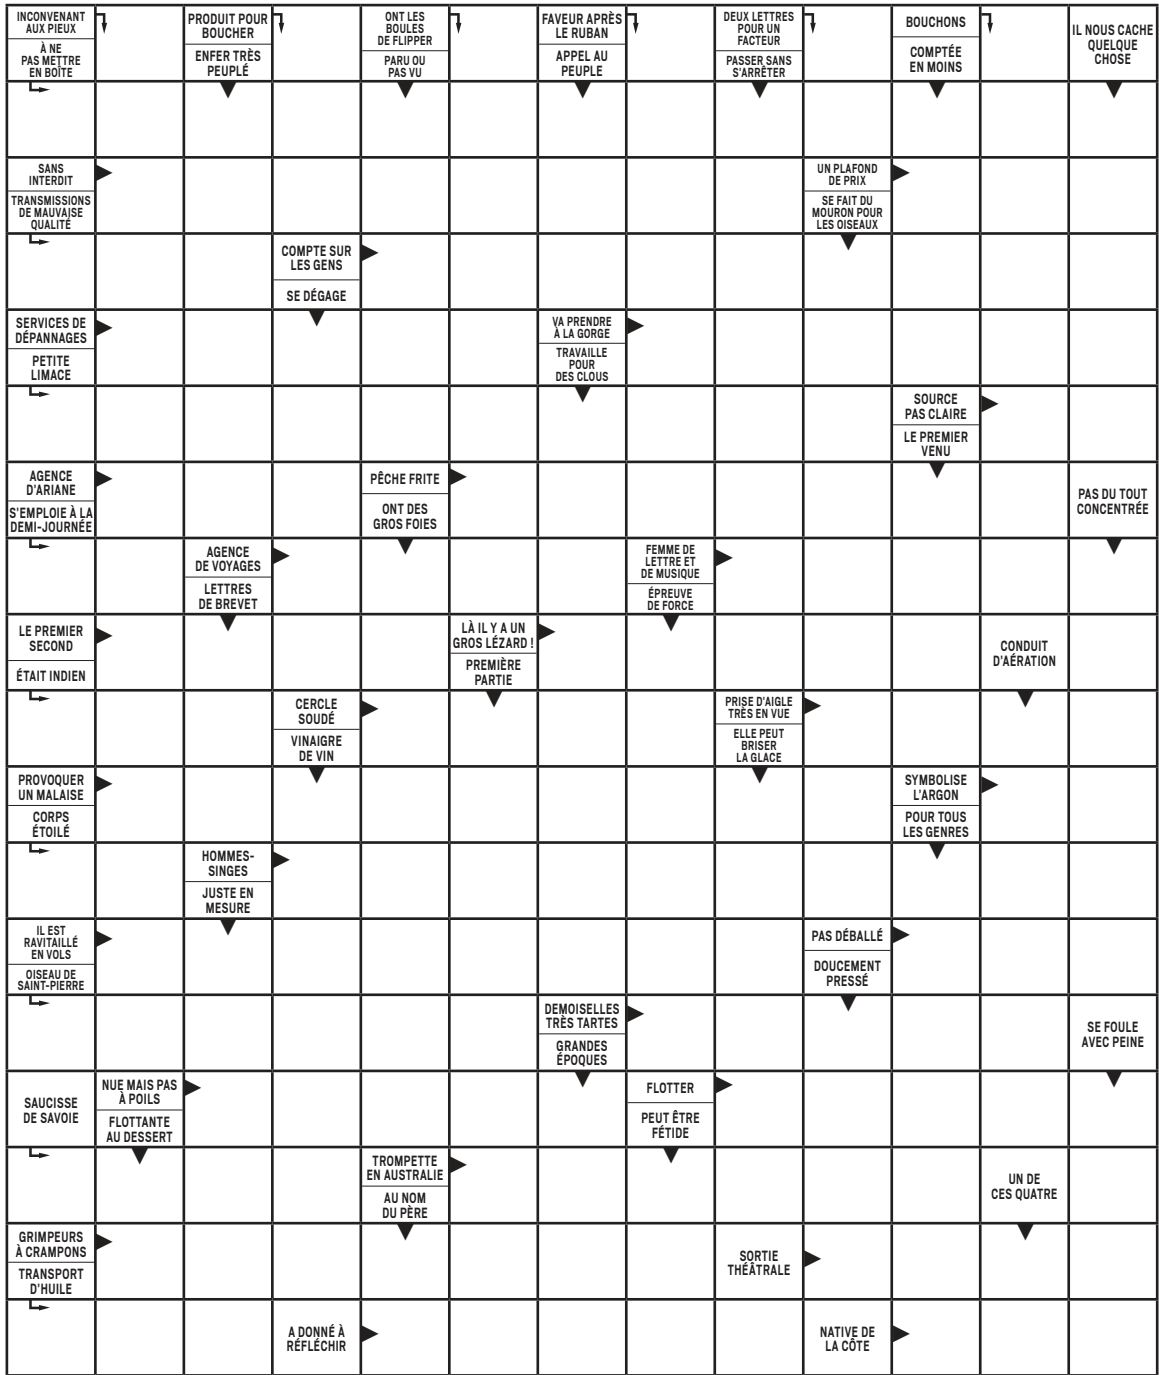 INCONVENANT
AUX PIEUX
À NE
PAS METTRE
EN BOÎTE
PRODUIT POUR
BOUCHER
ENFER TRÈS
PEUPLÉ
ONT LES
BOULES
DE FLIPPER
PARU OU
PAS VU
FAVEUR APRÈS
LE RUBAN
APPEL AU
PEUPLE
DEUX LETTRES
POUR UN
FACTEUR
PASSER SANS
S'ARRÊTER
BOUCHONS
COMPTÉE
EN MOINS
IL NOUS CACHE
QUELQUE
CHOSE
SANS
INTERDIT
TRANSMISSIONS
DE MAUVAISE
QUALITÉ
UN PLAFOND
DE PRIX
SE FAIT DU
MOURON POUR
LES OISEAUX
COMPTE SUR
LES GENS
SE DÉGAGE
SERVICES DE
DÉPANNAGES
PETITE
LIMACE
VA PRENDRE
À LA GORGE
TRAVAILLE
POUR
DES CLOUS
SOURCE
PAS CLAIRE
LE PREMIER
VENU
AGENCE
D'ARIANE
S'EMPLOIE À LA
DEMI-JOURNÉE
PÊCHE FRITE
ONT DES
GROS FOIES
PAS DU TOUT
CONCENTRÉE
AGENCE
DE VOYAGES
LETTRES
DE BREVET
FEMME DE
LETTRE ET
DE MUSIQUE
ÉPREUVE
DE FORCE
LE PREMIER
SECOND
ÉTAIT INDIEN
LÀ IL Y A UN
GROS LÉZARD !
PREMIÈRE
PARTIE
CONDUIT
D'AÉRATION
CERCLE
SOUDÉ
VINAIGRE
DE VIN
PRISE D'AIGLE
TRÈS EN VUE
ELLE PEUT
BRISER
LA GLACE
PROVOQUER
UN MALAISE
CORPS
ÉTOILÉ
SYMBOLISE
L'ARGON
POUR TOUS
LES GENRES
HOMMES-
SINGES
JUSTE EN
MESURE
IL EST
RAVITAILLÉ
EN VOLS
OISEAU DE
SAINT-PIERRE
PAS DÉBALLÉ
DOUCEMENT
PRESSÉ
DEMOISELLES
TRÈS TARTES
GRANDES
ÉPOQUES
SE FOULE
AVEC PEINE
SAUCISSE
DE SAVOIE
NUE MAIS PAS
À POILS
FLOTTANTE
AU DESSERT
FLOTTER
PEUT ÊTRE
FÉTIDE
TROMPETTE
EN AUSTRALIE
AU NOM
DU PÈRE
UN DE
CES QUATRE
GRIMPEURS
À CRAMPONS
TRANSPORT
D'HUILE
SORTIE
THÉÂTRALE
A DONNÉ À
RÉFLÉCHIR
NATIVE DE
LA CÔTE